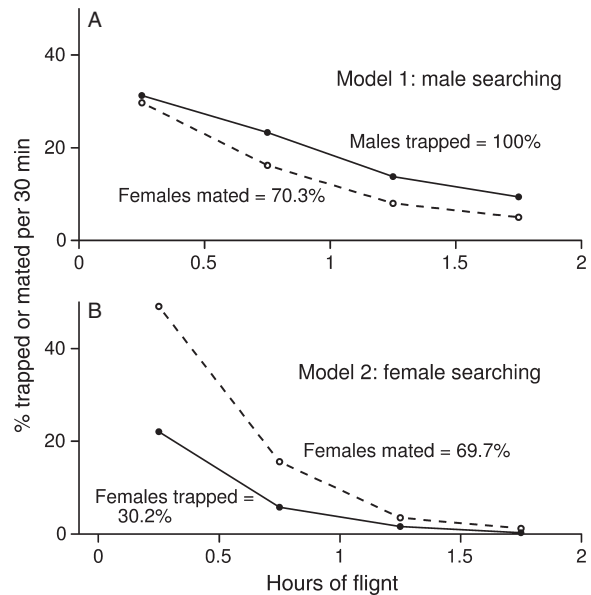 A
Model 1: male searching
Males trapped = 100%
Females mated = 70.3%
40
20
0
0 0.5 1 1.5 2
% trapped or mated per 30 min
B
Model 2: female searching
Females mated = 69.7%
Females trapped =
30.2%
40
20
0
0 0.5 1 1.5 2
Hours of flignt